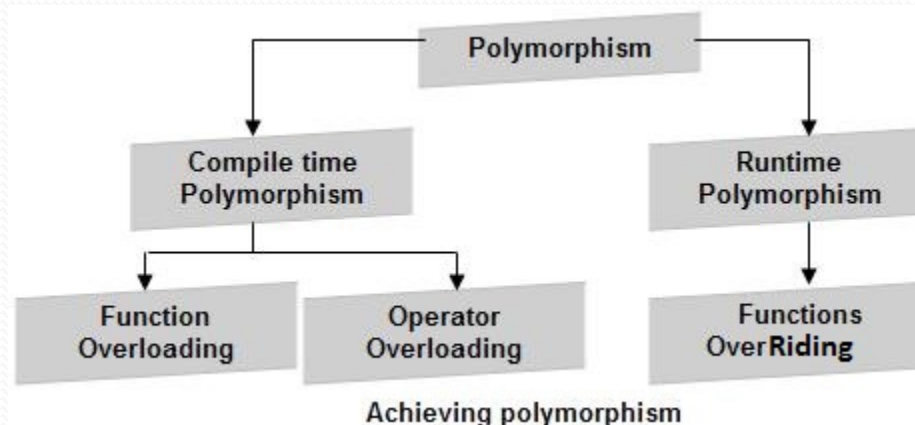 Polymorphism
Compile time
Polymorphism
Runtime
Polymorphism
Function
Overloading
Operator
Overloading
Functions
OverRiding
Achieving polymorphism